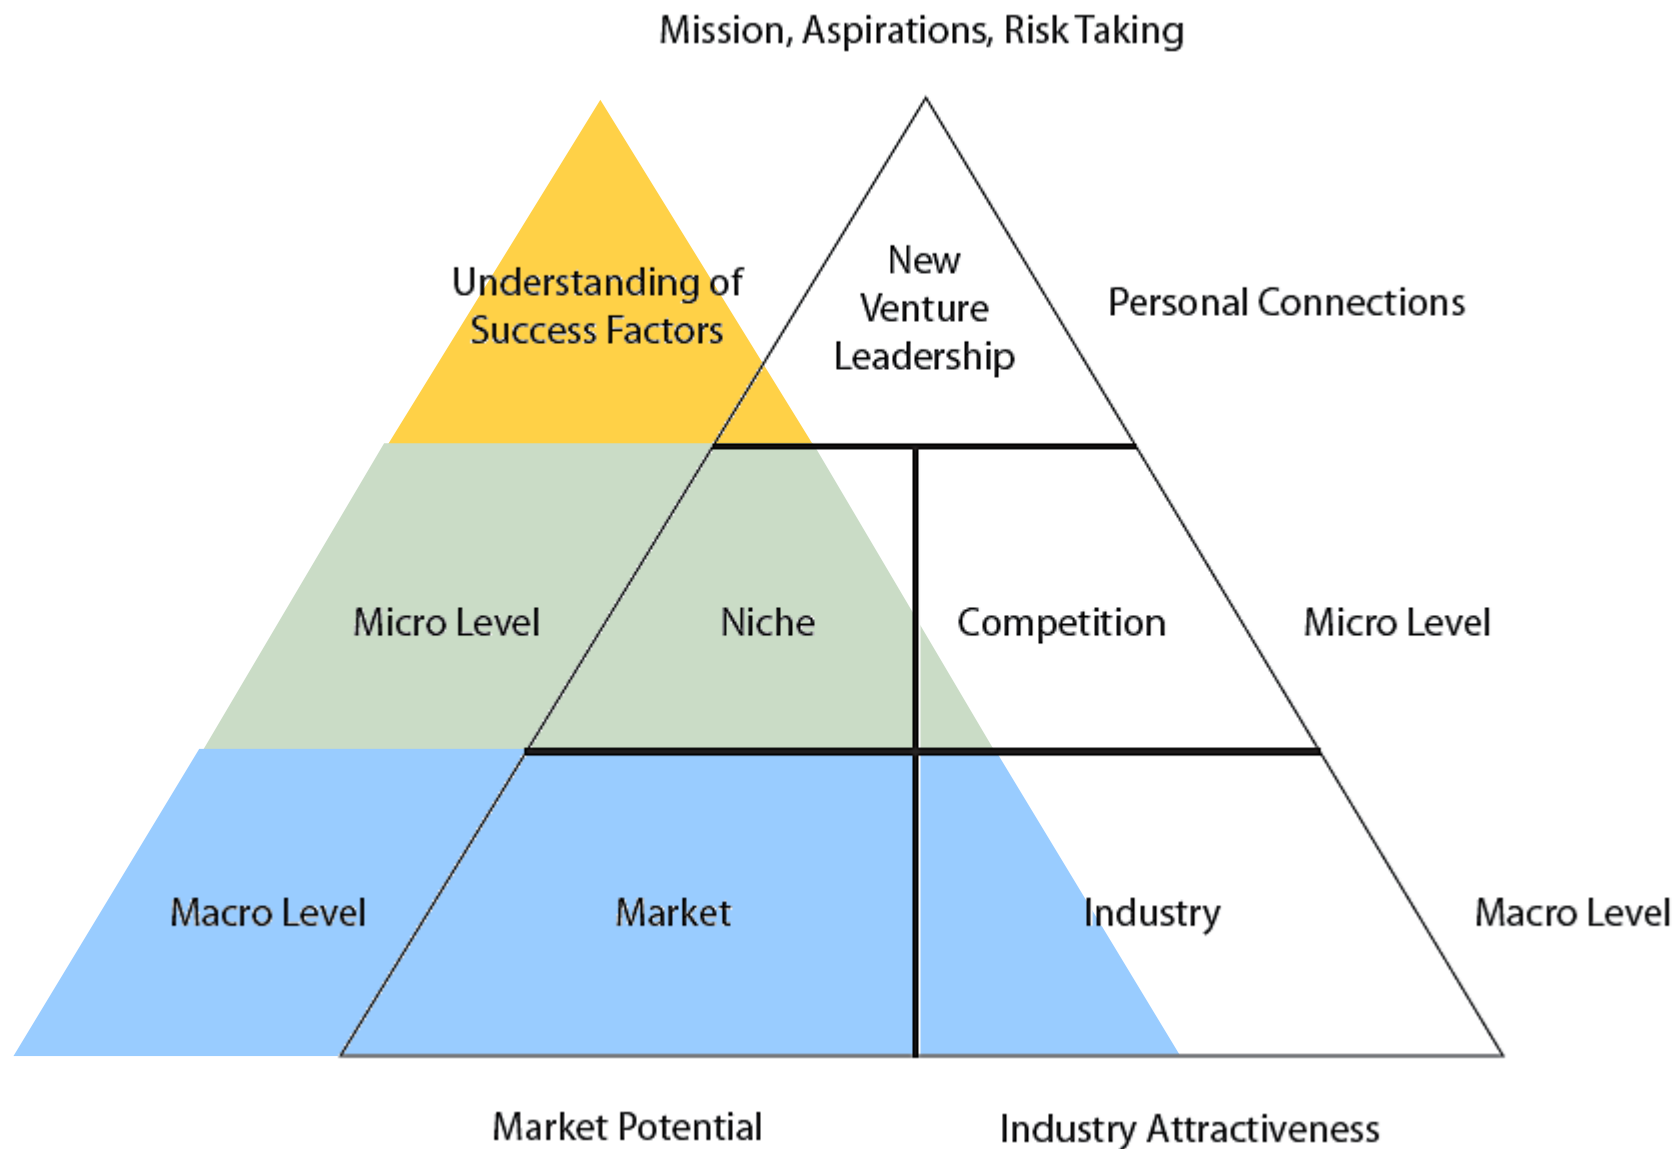 Mission, Aspirations, Risk Taking
New
Venture
Leadership
Understanding of
Success Factors
Personal Connections
Micro Level
Niche
Competition
Micro Level
Macro Level
Market
Industry
Macro Level
Market Potential
Industry Attractiveness